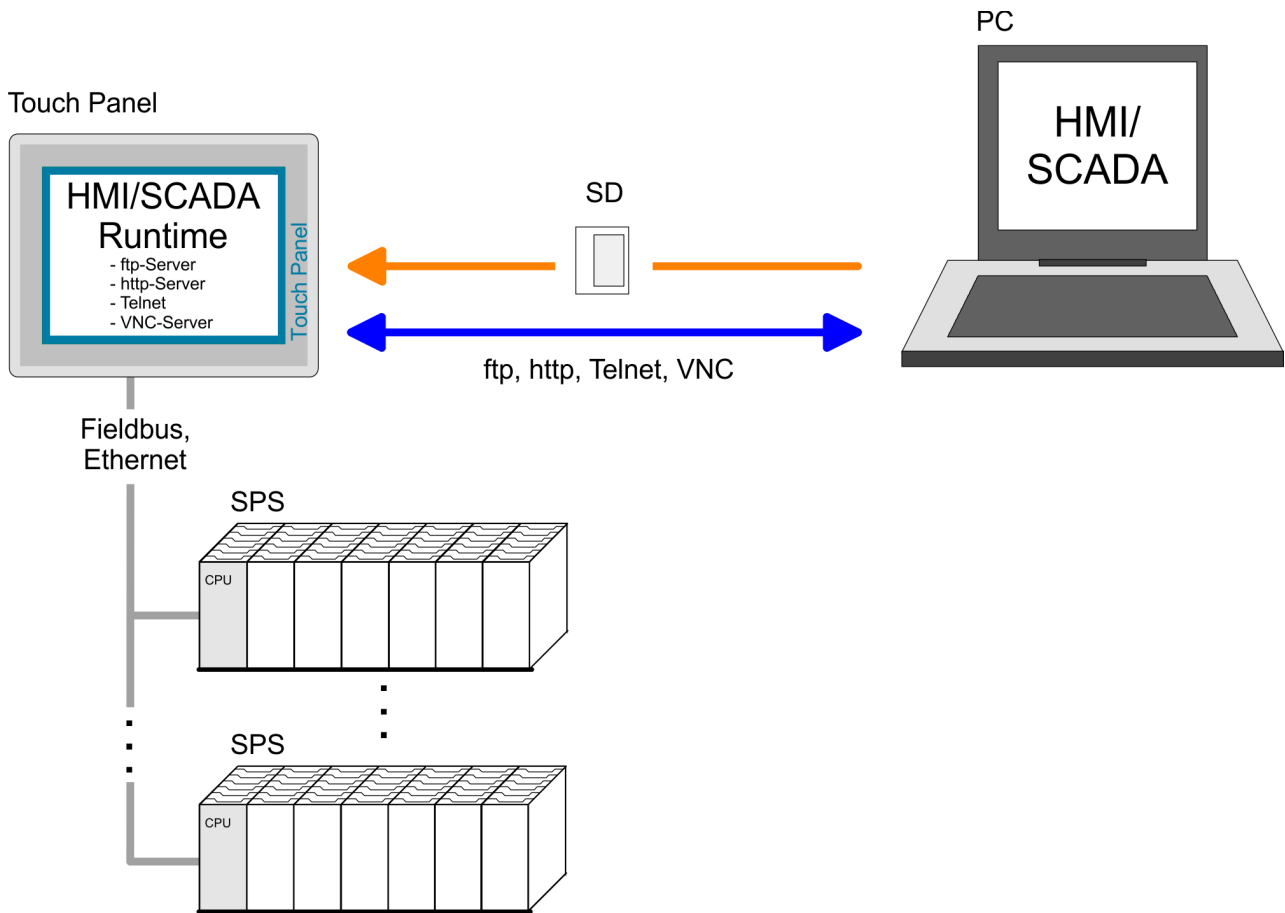 PC
Touch Panel
HMI/SCADA
Runtime
- ftp-Server
- http-Server
- Telnet
- VNC-Server
Touch Panel
SD
HMI/
SCADA
ftp, http, Telnet, VNC
Fieldbus,
Ethernet
SPS
CPU
SPS
CPU